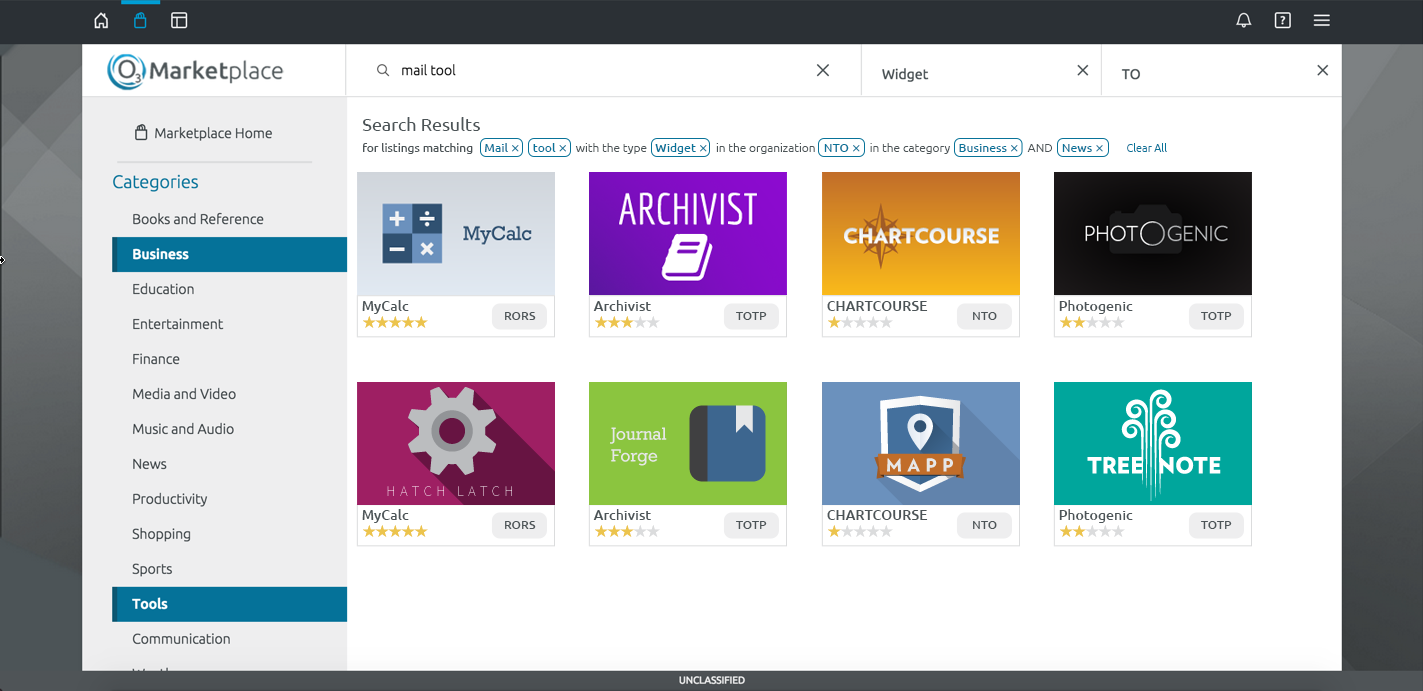 O3 Marketplace
mail tool
Widget
TO
Marketplace Home
Categories
Books and Reference
Business
Education
Entertainment
Finance
Media and Video
Music and Audio
News
Productivity
Shopping
Sports
Tools
Communication
Search Results
for listings matching Mail × tool × with the type Widget × in the organization NTO × in the category Business × AND News × Clear All
MyCalc
MyCalc
RORS
ARCHIVIST
Archivist
TOTP
CHARTCOURSE
CHARTCOURSE
NTO
PHOTOGENIC
Photogenic
TOTP
HATCH LATCH
MyCalc
RORS
Journal
Forge
Archivist
TOTP
MAPP
CHARTCOURSE
NTO
TREE NOTE
Photogenic
TOTP
UNCLASSIFIED